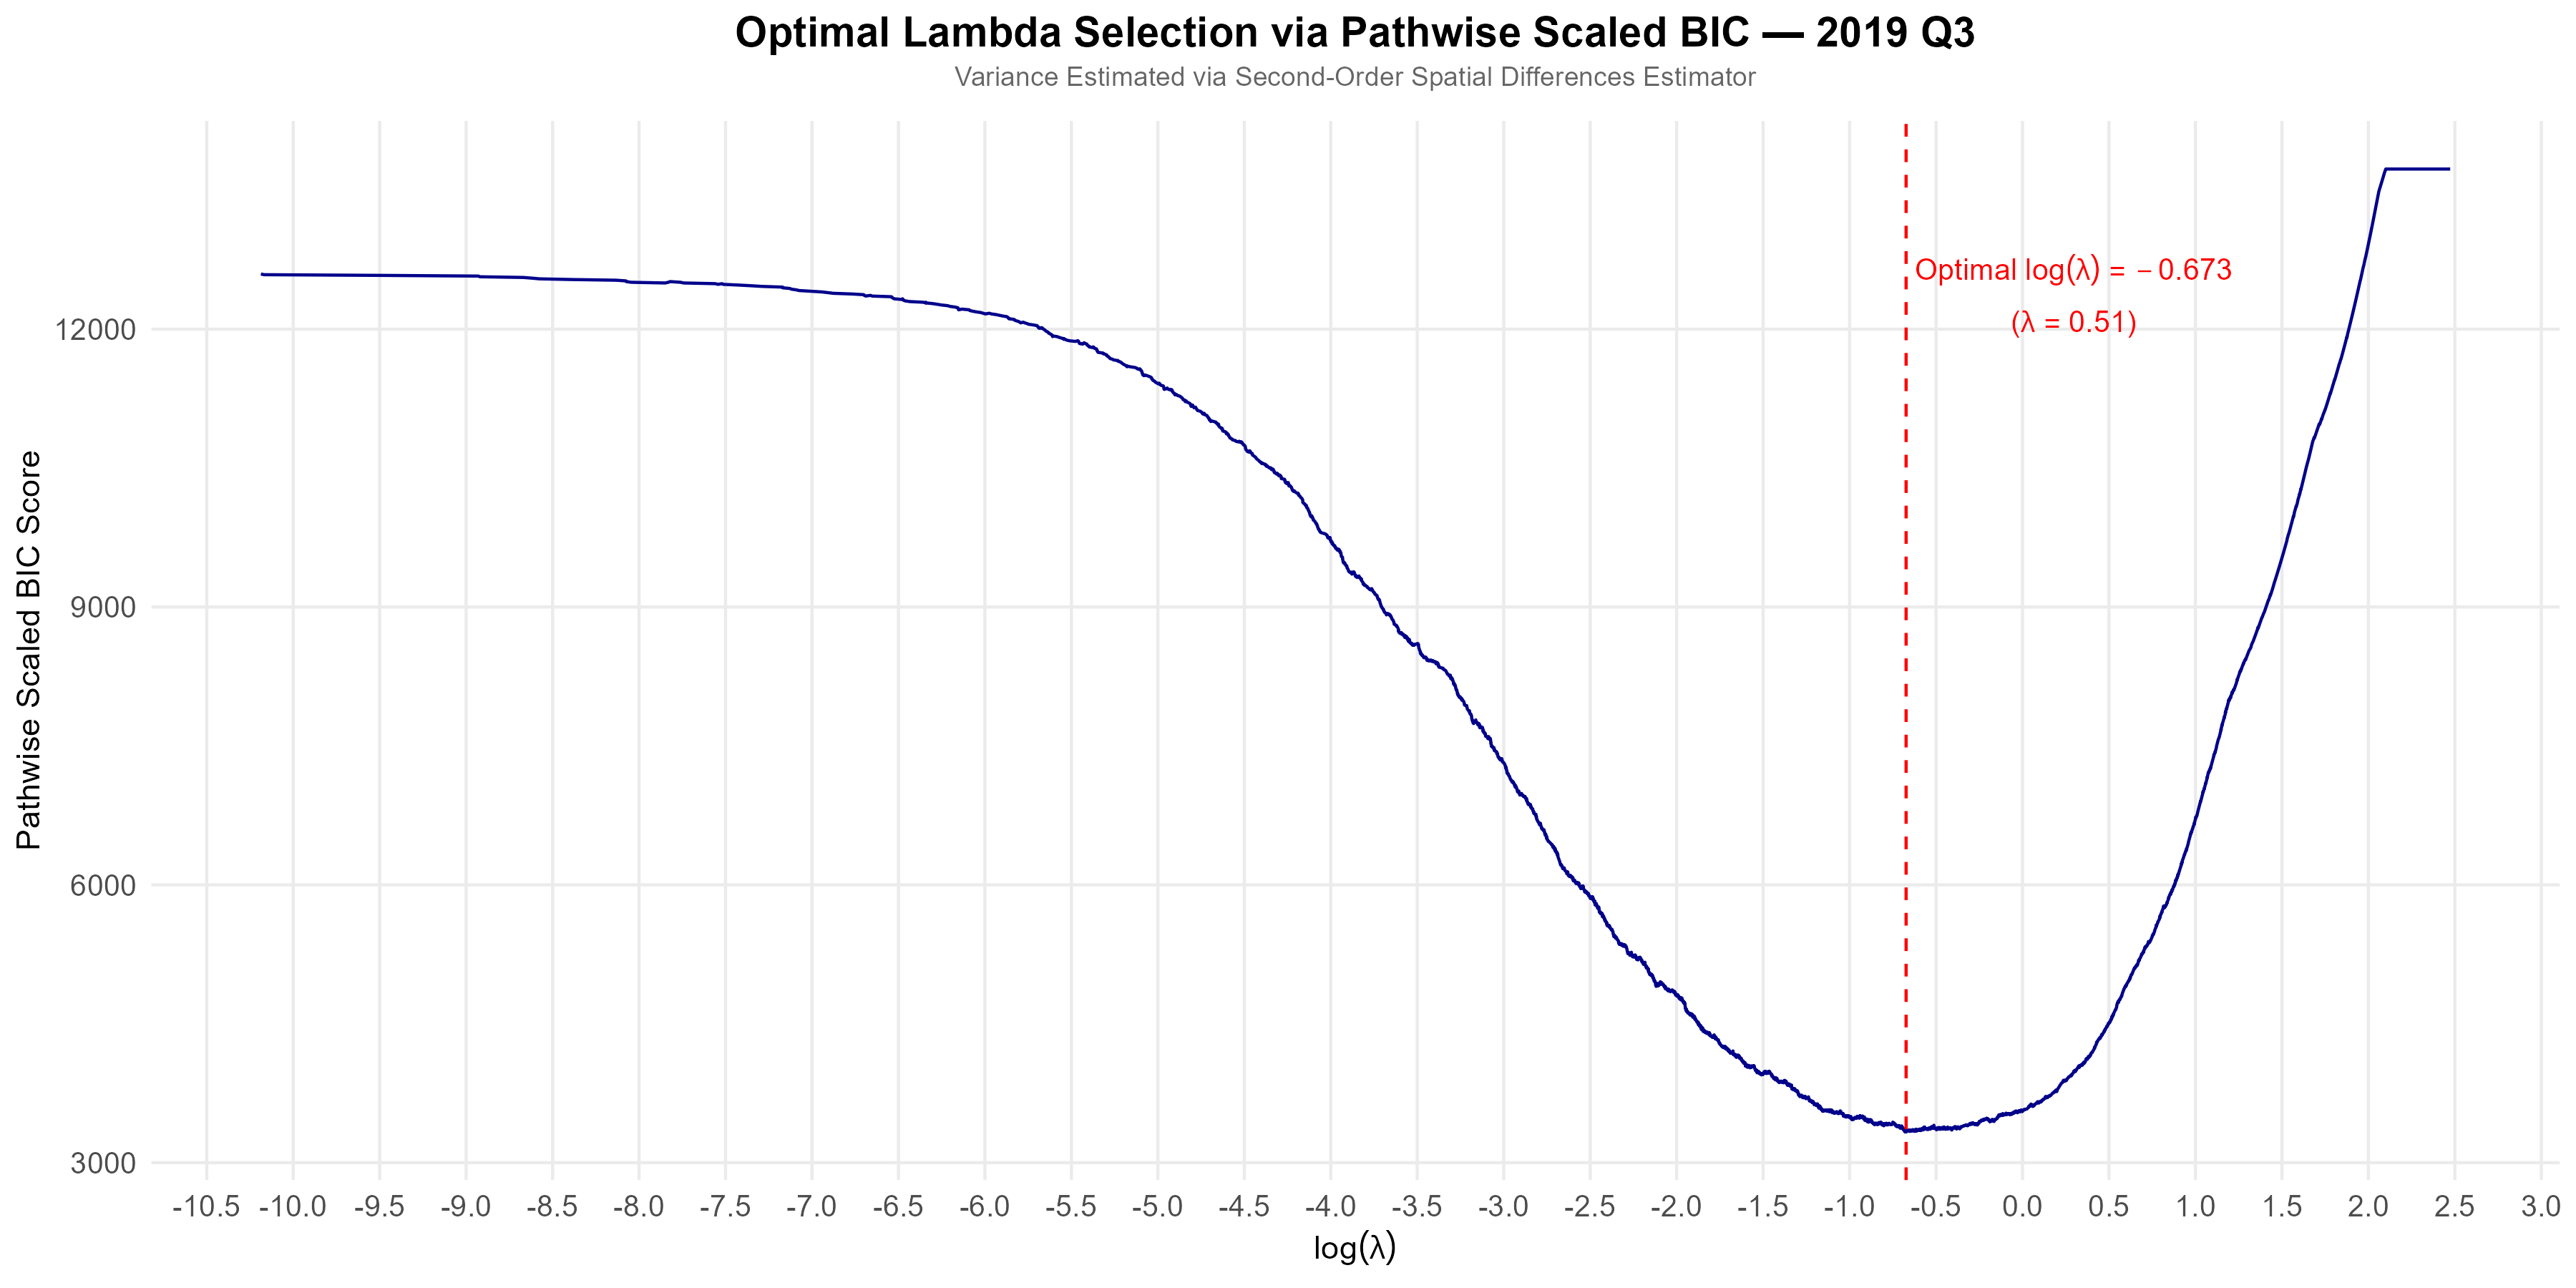 Optimal Lambda Selection via Pathwise Scaled BIC — 2019 Q3
Variance Estimated via Second-Order Spatial Differences Estimator
Optimal log(λ) = − 0.673
(λ = 0.51)
Pathwise Scaled BIC Score
12000
9000
6000
3000
-10.5 -10.0 -9.5 -9.0 -8.5 -8.0 -7.5 -7.0 -6.5 -6.0 -5.5 -5.0 -4.5 -4.0 -3.5 -3.0 -2.5 -2.0 -1.5 -1.0 -0.5 0.0 0.5 1.0 1.5 2.0 2.5 3.0
log(λ)